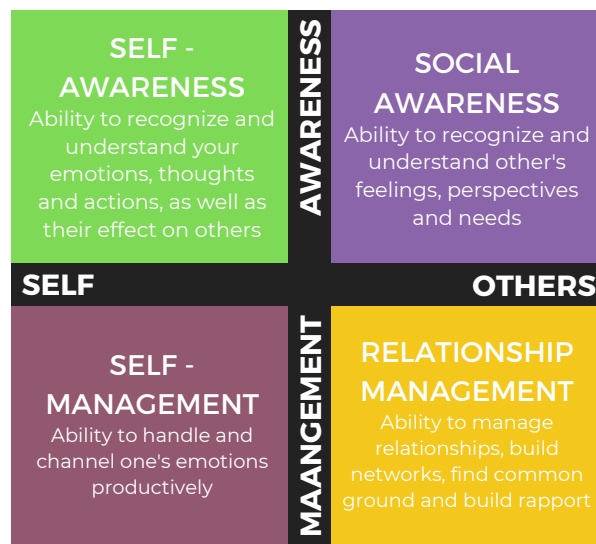 SELF -
AWARENESS
Ability to recognize and
understand your
emotions, thoughts
and actions, as well as
their effect on others
AWARENESS
SOCIAL
AWARENESS
Ability to recognize and
understand other's
feelings, perspectives
and needs
SELF
OTHERS
SELF -
MANAGEMENT
Ability to handle and
channel one's emotions
productively
MAANGEMENT
RELATIONSHIP
MANAGEMENT
Ability to manage
relationships, build
networks, find common
ground and build rapport